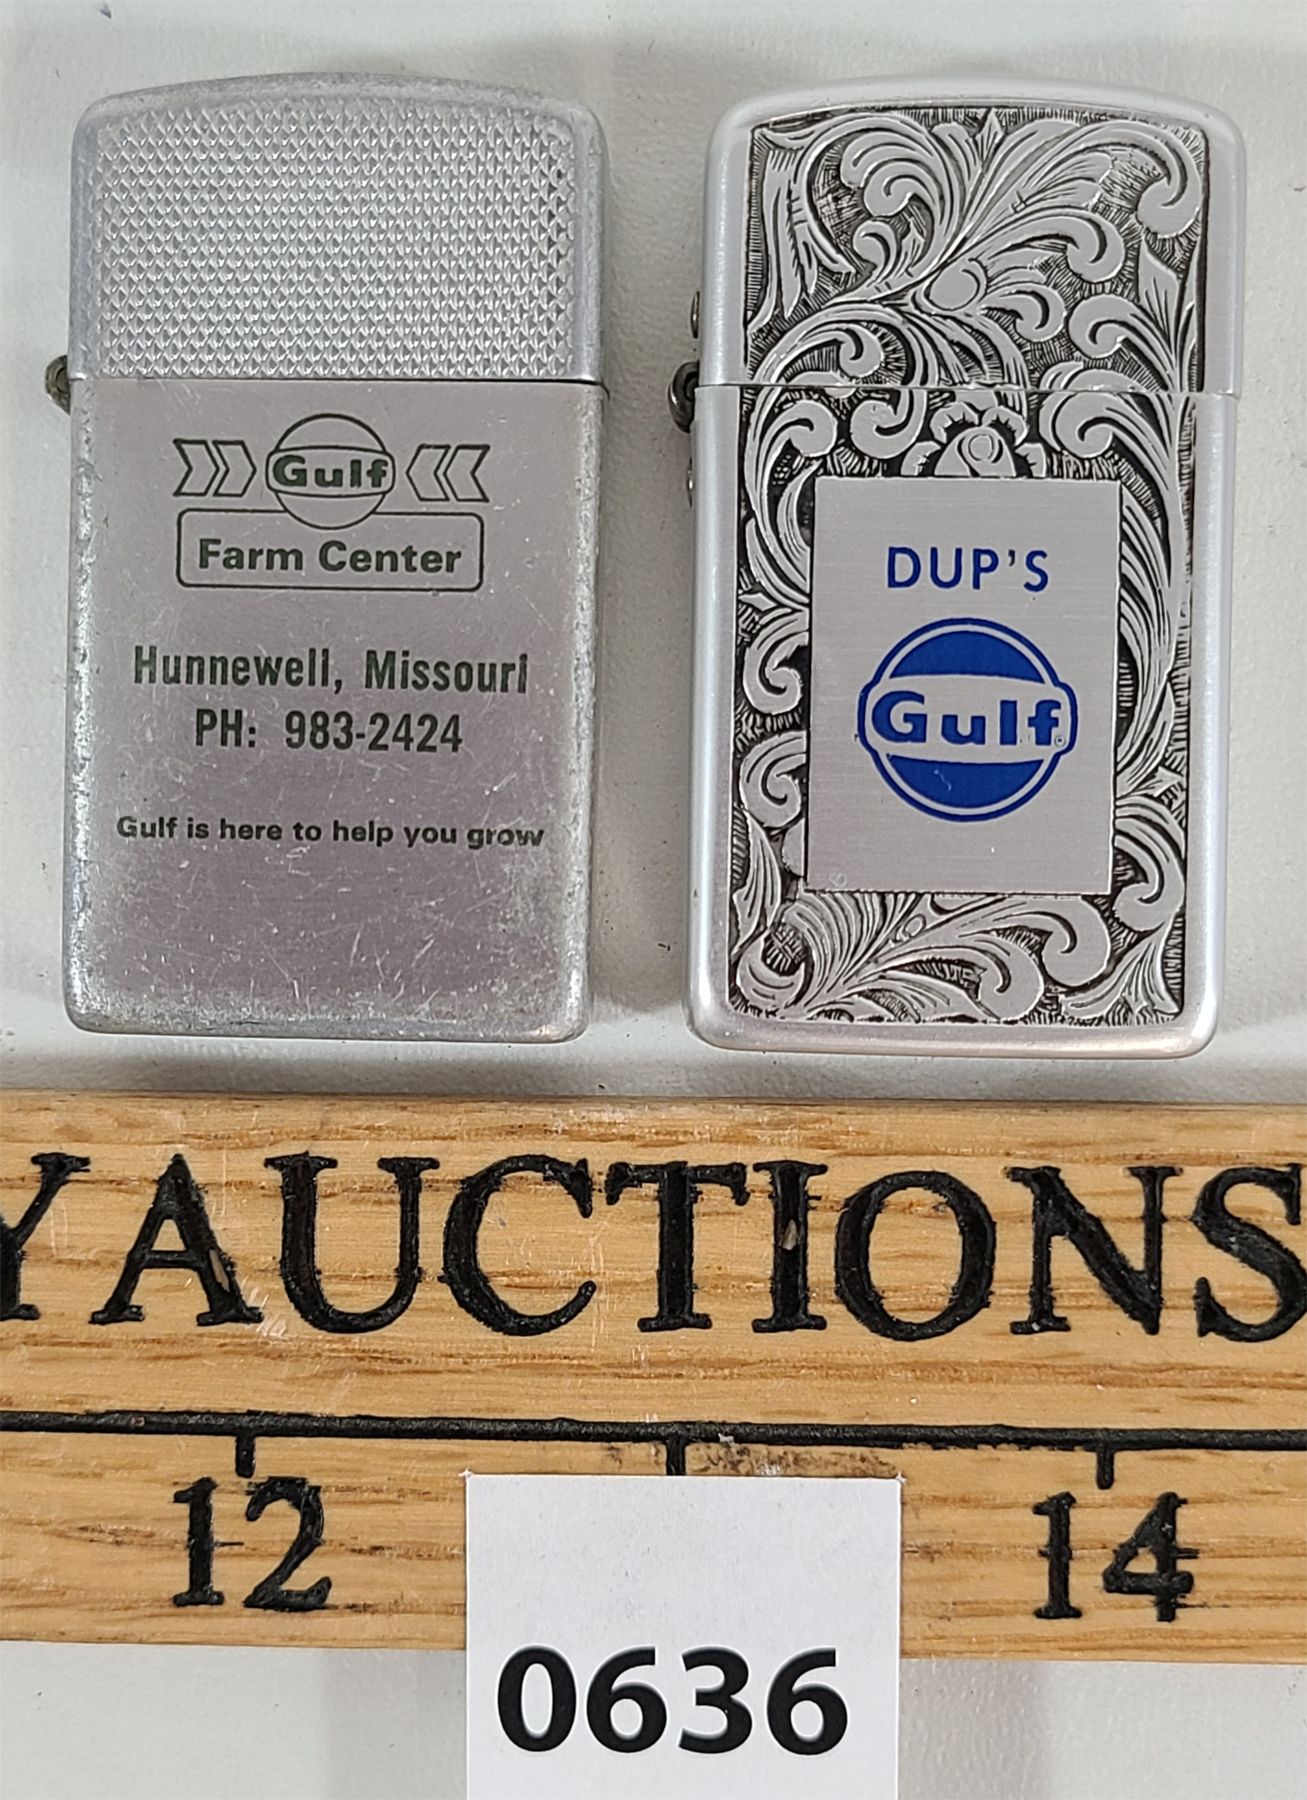 Gulf
Farm Center
Hunnewell, Missouri
PH: 983-2424
Gulf is here to help you grow
DUP'S
Gulf
Y AUCTIONS
12
14
0636